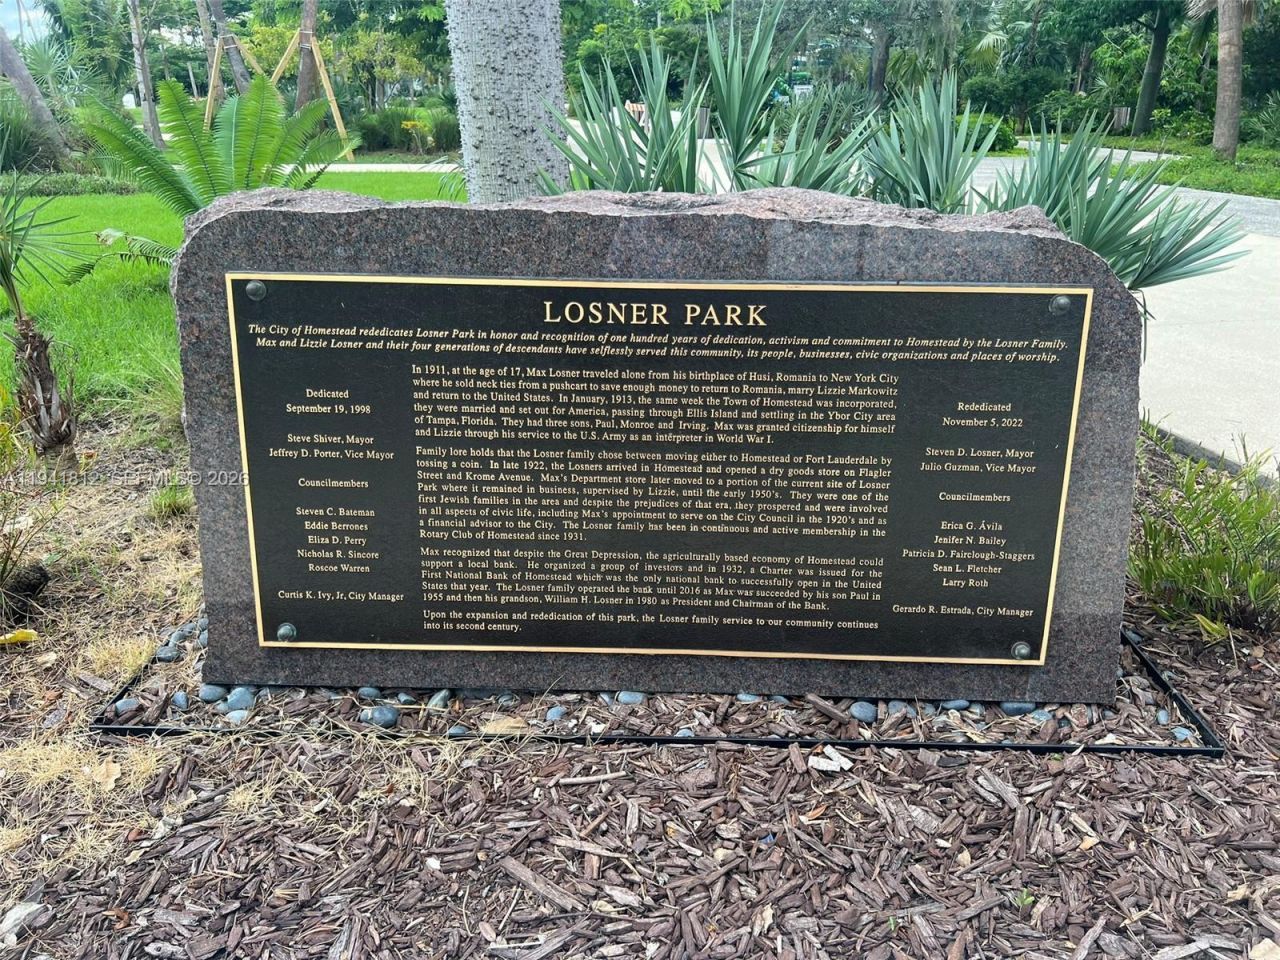 LOSNER PARK
The City of Homestead rededicates Losner Park in honor and recognition of one hundred years of dedication, activism and commitment to Homestead by the Losner Family.
Max and Lizzie Losner and their four generations of descendants have selflessly served this community, its people, businesses, civic organizations and places of worship.
Dedicated
September 19, 1998
Steve Shiver, Mayor
Jeffrey D. Porter, Vice Mayor
Councilmembers
Steven C. Bateman
Eddie Berrones
Eliza D. Perry
Nicholas R. Sincore
Roscoe Warren
Curtis K. Ivy, Jr, City Manager
In 1911, at the age of 17, Max Losner traveled alone from his birthplace of Husi, Romania to New York City
where he sold neck ties from a pushcart to save enough money to return to Romania, marry Lizzie Markowitz
and return to the United States. In January, 1913, the same week the Town of Homestead was incorporated,
they were married and set out for America, passing through Ellis Island and settling in the Ybor City area
of Tampa, Florida. They had three sons, Paul, Monroe and Irving. Max was granted citizenship for himself
and Lizzie through his service to the U.S. Army as an interpreter in World War I.
Family lore holds that the Losner family chose between moving either to Homestead or Fort Lauderdale by
tossing a coin. In late 1922, the Losners arrived in Homestead and opened a dry goods store on Flagler
Street and Krome Avenue. Max's Department store later moved to a portion of the current site of Losner
Park where it remained in business, supervised by Lizzie, until the early 1950's. They were one of the
first Jewish families in the area and despite the prejudices of that era, they prospered and were involved
in all aspects of civic life, including Max's appointment to serve on the City Council in the 1920's and as
a financial advisor to the City. The Losner family has been in continuous and active membership in the
Rotary Club of Homestead since 1931.
Max recognized that despite the Great Depression, the agriculturally based economy of Homestead could
support a local bank. He organized a group of investors and in 1932, a Charter was issued for the
First National Bank of Homestead which was the only national bank to successfully open in the United
States that year. The Losner family operated the bank until 2016 as Max was succeeded by his son Paul in
1955 and then his grandson, William H. Losner in 1980 as President and Chairman of the Bank.
Upon the expansion and rededication of this park, the Losner family service to our community continues
into its second century.
Rededicated
November 5, 2022
Steven D. Losner, Mayor
Julio Guzman, Vice Mayor
Councilmembers
Erica G. Ávila
Jenifer N. Bailey
Patricia D. Fairclough-Staggers
Sean L. Fletcher
Larry Roth
Gerardo R. Estrada, City Manager
A11941812 SEF MLS © 2026